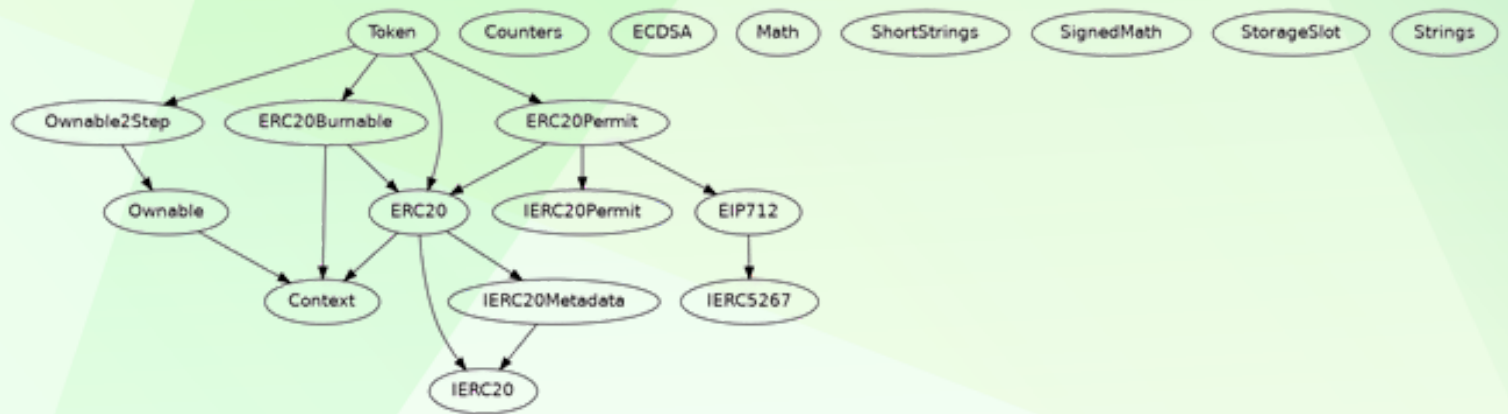 Token Counters ECDSA Math ShortStrings SignedMath StorageSlot Strings
Ownable2Step ERC20Burnable ERC20Permit
Ownable ERC20 IERC20Permit EIP712
Context IERC20Metadata IERC5267
IERC20